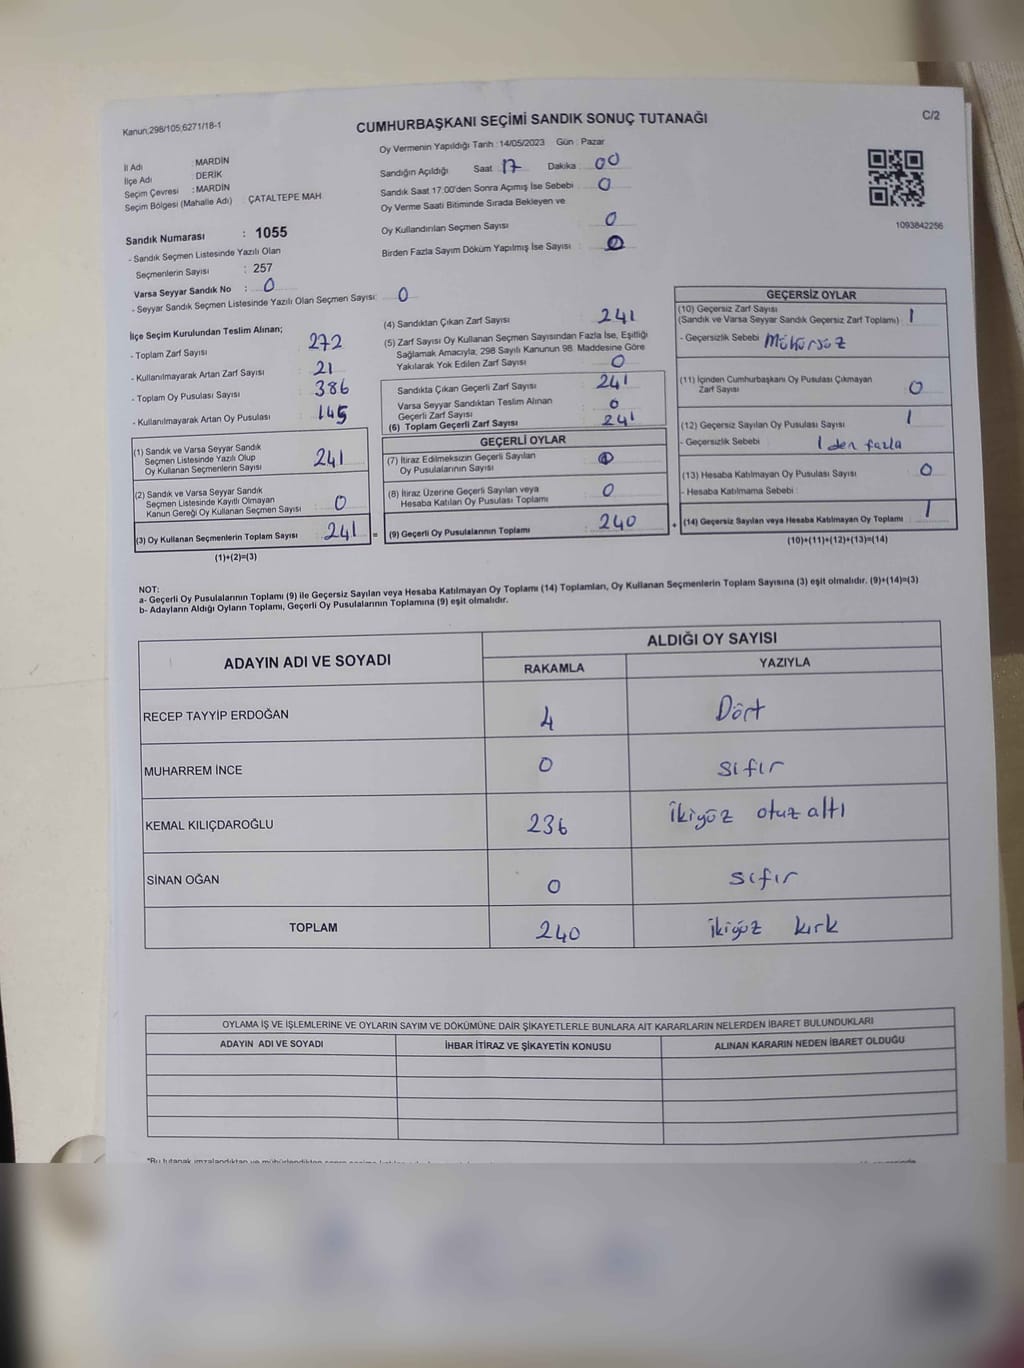 Kanun;298/105;6271/18-1
CUMHURBAŞKANI SEÇİMİ SANDIK SONUÇ TUTANAĞI
C/2
Oy Vermenin Yapıldığı Tarih : 14/05/2023 Gün : Pazar
İl Adı : MARDİN
İlçe Adı : DERİK
Seçim Çevresi : MARDİN
Seçim Bölgesi (Mahalle Adı) : ÇATALTEPE MAH
Sandığın Açıldığı Saat 17 Dakika : 00
Sandık Saat 17:00'den Sonra Açımış İse Sebebi : 0
Oy Verme Saati Bitiminde Sırada Bekleyen ve
Oy Kullandırılan Seçmen Sayısı : 0
Birden Fazla Sayım Döküm Yapılmış İse Sayısı : 0
1093842256
Sandık Numarası : 1055
- Sandık Seçmen Listesinde Yazılı Olan
Seçmenlerin Sayısı : 257
Varsa Seyyar Sandık No : 0
- Seyyar Sandık Seçmen Listesinde Yazılı Olan Seçmen Sayısı: 0
İlçe Seçim Kurulundan Teslim Alınan;
- Toplam Zarf Sayısı : 272
- Kullanılmayarak Artan Zarf Sayısı : 21
- Toplam Oy Pusulası Sayısı : 386
- Kullanılmayarak Artan Oy Pusulası : 145
(1) Sandık ve Varsa Seyyar Sandık
Seçmen Listesinde Yazılı Olup
Oy Kullanan Seçmenlerin Sayısı : 241
(2) Sandık ve Varsa Seyyar Sandık
Seçmen Listesinde Kayıtlı Olmayan
Kanun Gereği Oy Kullanan Seçmen Sayısı : 0
(3) Oy Kullanan Seçmenlerin Toplam Sayısı : 241 =
(1)+(2)=(3)
(4) Sandıktan Çıkan Zarf Sayısı : 241
(5) Zarf Sayısı Oy Kullanan Seçmen Sayısından Fazla İse, Eşitliği
Sağlamak Amacıyla; 298 Sayılı Kanunun 98. Maddesine Göre
Yakılarak Yok Edilen Zarf Sayısı : 0
Sandıkta Çıkan Geçerli Zarf Sayısı : 241
Varsa Seyyar Sandıktan Teslim Alınan
Geçerli Zarf Sayısı : 0
(6) Toplam Geçerli Zarf Sayısı : 241
GEÇERLİ OYLAR
(7) İtiraz Edilmeksizin Geçerli Sayılan
Oy Pusulalarının Sayısı :
(8) İtiraz Üzerine Geçerli Sayılan veya
Hesaba Katılan Oy Pusulası Toplamı : 0
(9) Geçerli Oy Pusulalarının Toplamı : 240 +
GEÇERSİZ OYLAR
(10) Geçersiz Zarf Sayısı
(Sandık ve Varsa Seyyar Sandık Geçersiz Zarf Toplamı) : 1
- Geçersizlik Sebebi : Mühürsüz
(11) İçinden Cumhurbaşkanı Oy Pusulası Çıkmayan
Zarf Sayısı : 0
(12) Geçersiz Sayılan Oy Pusulası Sayısı : 1
- Geçersizlik Sebebi : 1 den fazla
(13) Hesaba Katılmayan Oy Pusulası Sayısı : 0
- Hesaba Katılmama Sebebi :
(14) Geçersiz Sayılan veya Hesaba Katılmayan Oy Toplamı : 1
(10)+(11)+(12)+(13)=(14)
NOT:
a- Geçerli Oy Pusulalarının Toplamı (9) ile Geçersiz Sayılan veya Hesaba Katılmayan Oy Toplamı (14) Toplamları, Oy Kullanan Seçmenlerin Toplam Sayısına (3) eşit olmalıdır. (9)+(14)=(3)
b- Adayların Aldığı Oyların Toplamı, Geçerli Oy Pusulalarının Toplamına (9) eşit olmalıdır.
ADAYIN ADI VE SOYADI
ALDIĞI OY SAYISI
RAKAMLA YAZIYLA
RECEP TAYYİP ERDOĞAN 4 Dört
MUHARREM İNCE 0 sıfır
KEMAL KILIÇDAROĞLU 236 ikiyüz otuz altı
SİNAN OĞAN 0 sıfır
TOPLAM 240 ikiyüz kırk
OYLAMA İŞ VE İŞLEMLERİNE VE OYLARIN SAYIM VE DÖKÜMÜNE DAİR ŞİKAYETLERLE BUNLARA AİT KARARLARIN NELERDEN İBARET BULUNDUKLARI
ADAYIN ADI VE SOYADI İHBAR İTİRAZ VE ŞİKAYETİN KONUSU ALINAN KARARIN NEDEN İBARET OLDUĞU
*Bu tutanak imzalandıktan ve mühürlendikten sonra